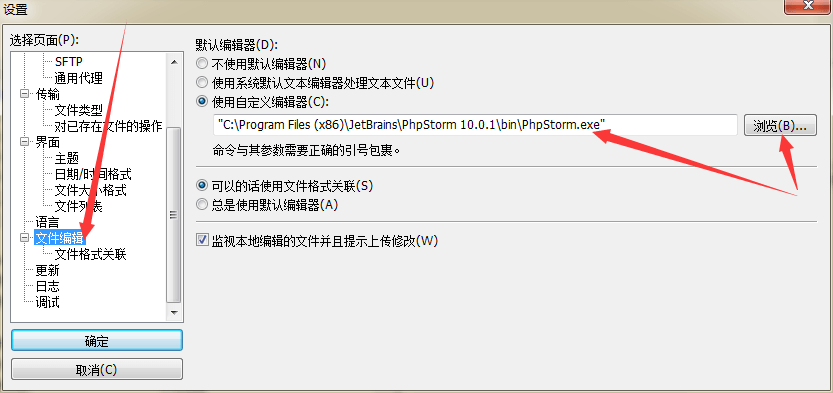 设置
选择页面(P):
SFTP
通用代理
传输
文件类型
对已存在文件的操作
界面
主题
日期/时间格式
文件大小格式
文件列表
语言
文件编辑
文件格式关联
更新
日志
调试
确定
取消(C)
默认编辑器(D):
不使用默认编辑器(N)
使用系统默认文本编辑器处理文本文件(U)
使用自定义编辑器(C):
"C:\Program Files (x86)\JetBrains\PhpStorm 10.0.1\bin\PhpStorm.exe"
浏览(B)...
命令与其参数需要正确的引号包裹。
可以的话使用文件格式关联(S)
总是使用默认编辑器(A)
监视本地编辑的文件并且提示上传修改(W)